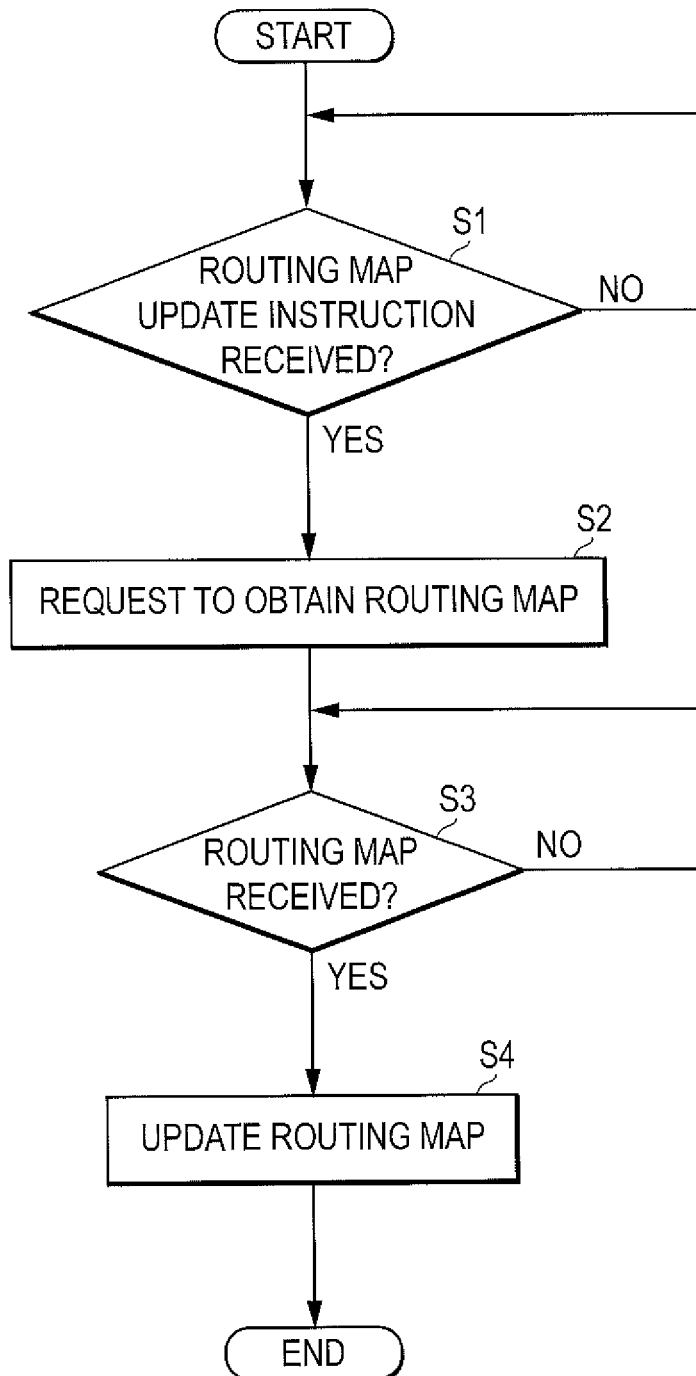 START
S1
ROUTING MAP
UPDATE INSTRUCTION
RECEIVED?
NO
YES
S2
REQUEST TO OBTAIN ROUTING MAP
S3
ROUTING MAP
RECEIVED?
NO
YES
S4
UPDATE ROUTING MAP
END